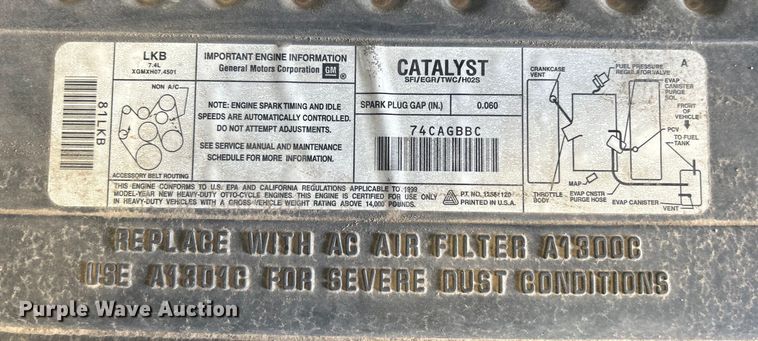 LKB
7.4L
XGMXH07.4501
81LKB
NON A/C
ACCESSORY BELT ROUTING
IMPORTANT ENGINE INFORMATION
General Motors Corporation GM
NOTE: ENGINE SPARK TIMING AND IDLE
SPEEDS ARE AUTOMATICALLY CONTROLLED.
DO NOT ATTEMPT ADJUSTMENTS.
SEE SERVICE MANUAL AND MAINTENANCE
SCHEDULE FOR MORE INFORMATION.
CATALYST
SFI/EGR/TWC/HO2S
SPARK PLUG GAP (IN.) 0.060
74CAGBBC
THIS ENGINE CONFORMS TO U.S. EPA AND CALIFORNIA REGULATIONS APPLICABLE TO 1999
MODEL-YEAR NEW HEAVY-DUTY OTTO-CYCLE ENGINES. THIS ENGINE IS CERTIFIED FOR USE ONLY
IN HEAVY-DUTY VEHICLES WITH A GROSS VEHICLE WEIGHT RATING ABOVE 14,000 POUNDS.
PT. NO.
PRINTED IN U.S.A.
A
CRANKCASE
VENT
FUEL PRESSURE
REGULATOR VALVE
EVAP
CANISTER
PURGE
SOL
FRONT
OF
VEHICLE
PCV
TO FUEL
TANK
MAP
THROTTLE
BODY
EVAP CNSTR
PURGE HOSE
EVAP CANISTER
VENT
REPLACE WITH AC AIR FILTER A1300C
USE A1301C FOR SEVERE DUST CONDITIONS
Purple Wave Auction